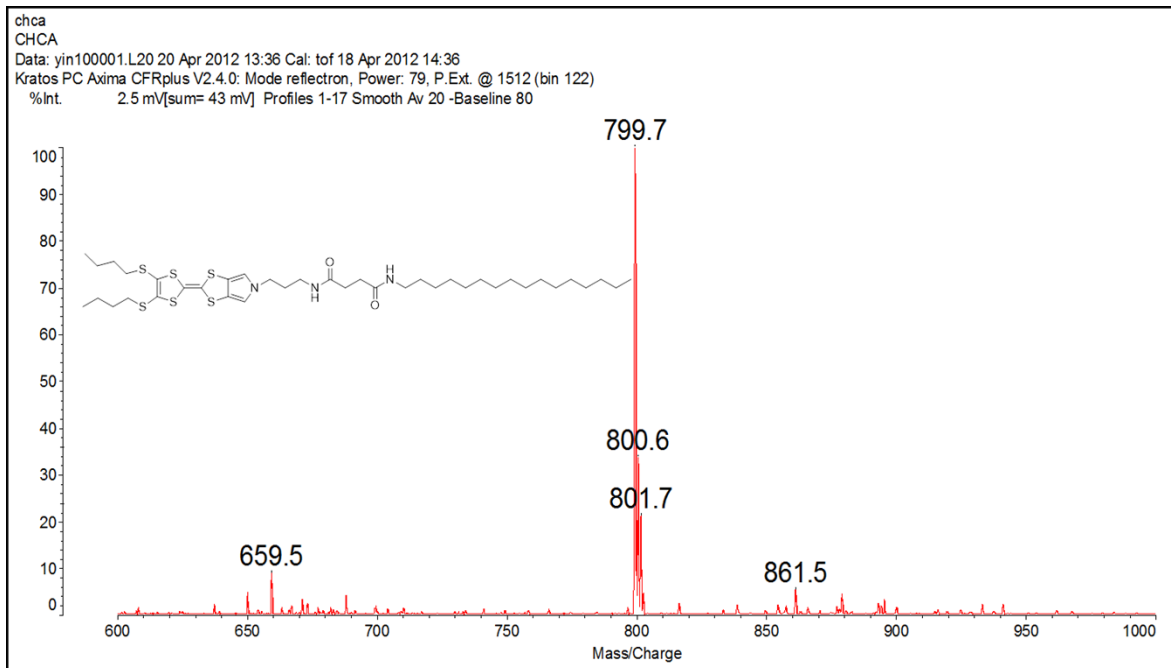 chca
CHCA
Data: yin100001.L20 20 Apr 2012 13:36 Cal: tof 18 Apr 2012 14:36
Kratos PC Axima CFRplus V2.4.0: Mode reflectron, Power: 79, P.Ext. @ 1512 (bin 122)
%Int. 2.5 mV[sum= 43 mV] Profiles 1-17 Smooth Av 20 -Baseline 80
799.7
100
90
80
70
60
50
40
30
20
10
0
S S S S S S N N H O O H N
800.6
801.7
659.5
861.5
600 650 700 750 800 850 900 950 1000
Mass/Charge